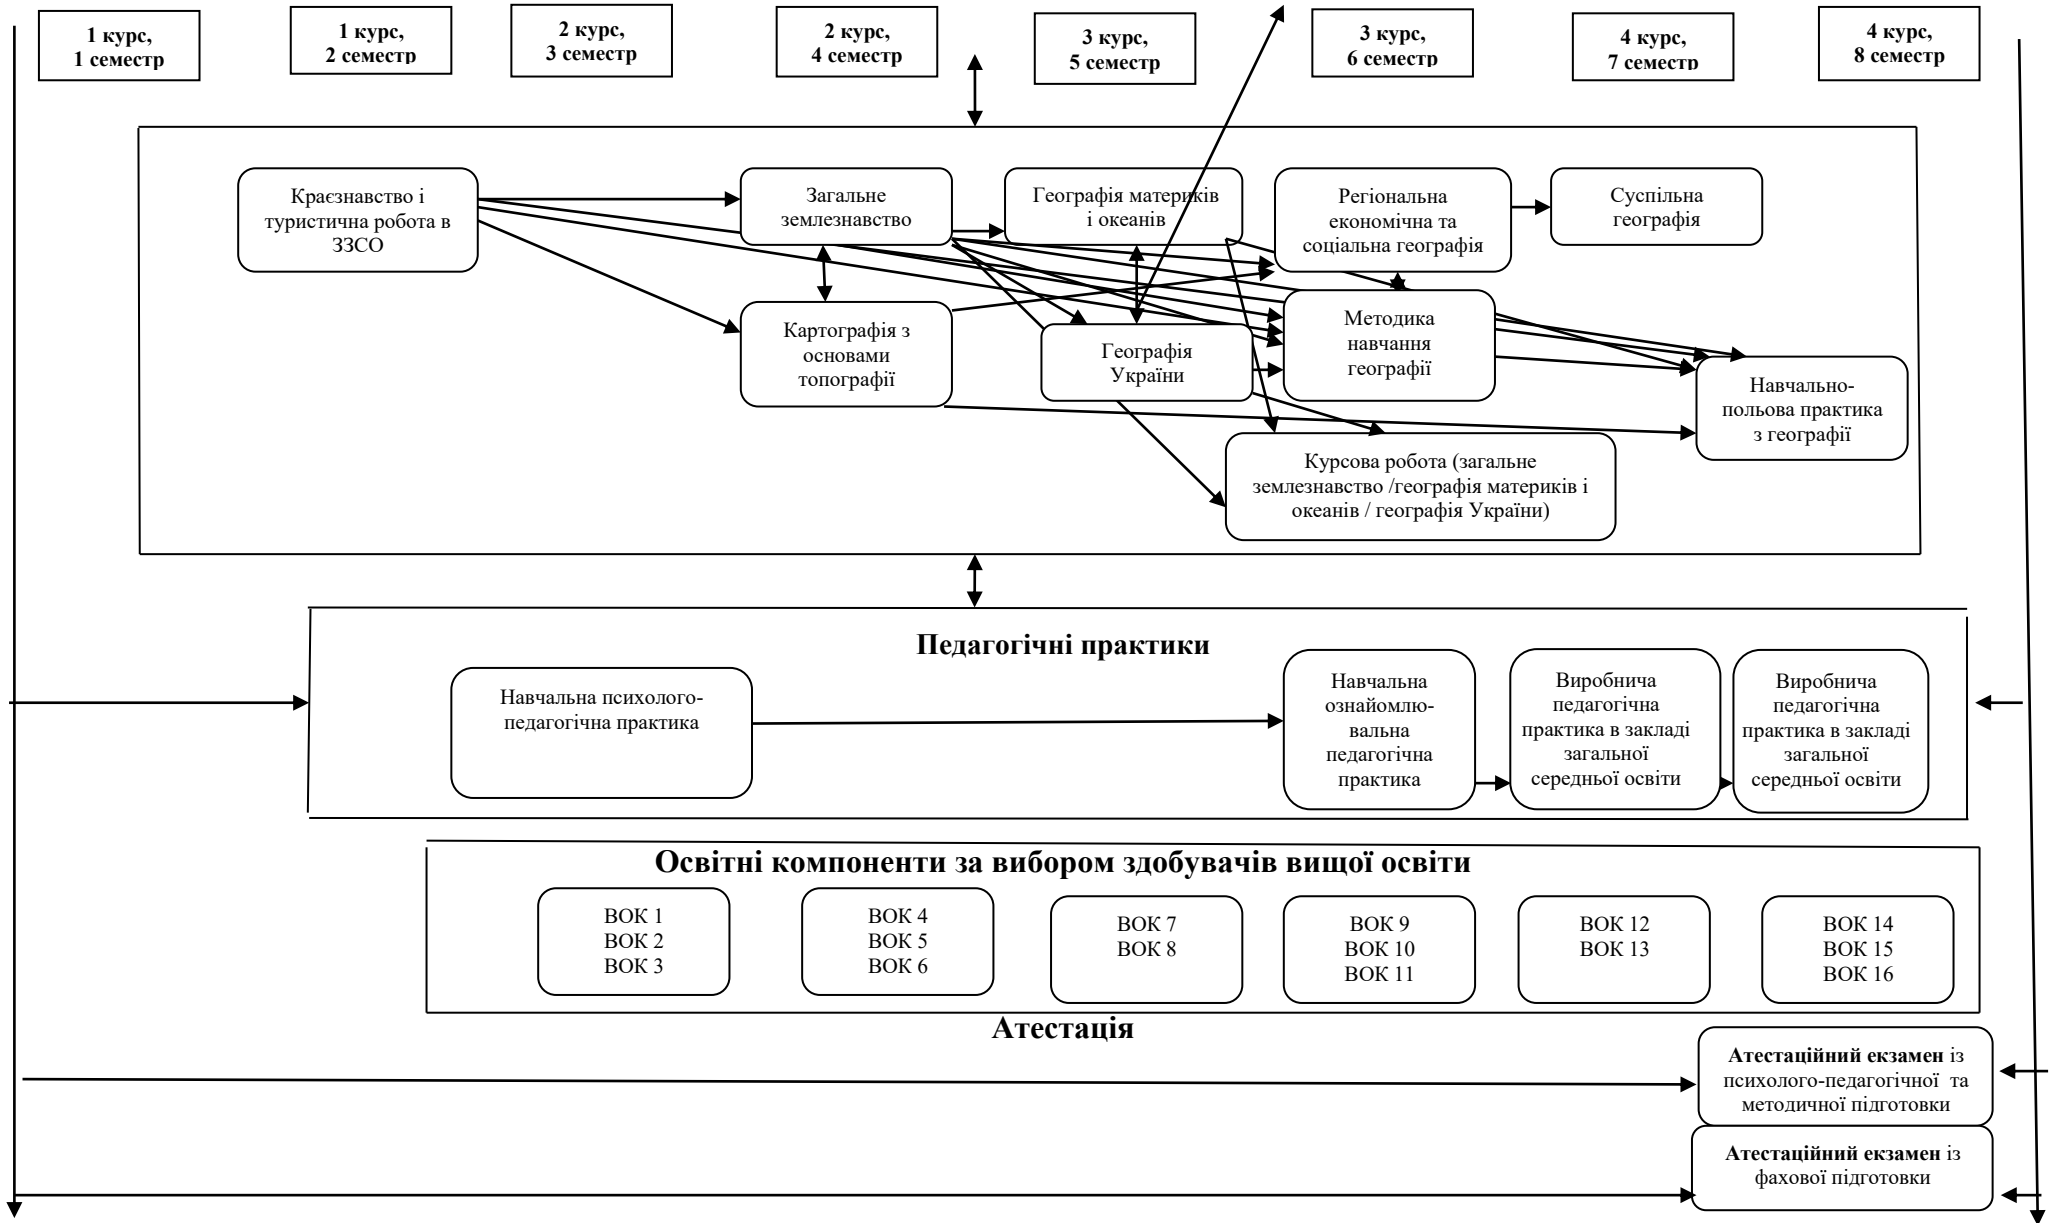 1 курс,
1 семестр
1 курс,
2 семестр
2 курс,
3 семестр
2 курс,
4 семестр
3 курс,
5 семестр
3 курс,
6 семестр
4 курс,
7 семестр
4 курс,
8 семестр
Краєзнавство і
туристична робота в
ЗЗСО
Загальне
землезнавство
Географія материків
і океанів
Регіональна
економічна та
соціальна географія
Суспільна
географія
Картографія з
основами
топографії
Географія
України
Методика
навчання
географії
Навчально-
польова практика
з географії
Курсова робота (загальне
землезнавство /географія материків і
океанів / географія України)
Педагогічні практики
Навчальна психолого-
педагогічна практика
Навчальна
ознайомлю-
вальна
педагогічна
практика
Виробнича
педагогічна
практика в закладі
загальної
середньої освіти
Виробнича
педагогічна
практика в закладі
загальної
середньої освіти
Освітні компоненти за вибором здобувачів вищої освіти
ВОК 1
ВОК 2
ВОК 3
ВОК 4
ВОК 5
ВОК 6
ВОК 7
ВОК 8
ВОК 9
ВОК 10
ВОК 11
ВОК 12
ВОК 13
ВОК 14
ВОК 15
ВОК 16
Атестація
Атестаційний екзамен із
психолого-педагогічної та
методичної підготовки
Атестаційний екзамен із
фахової підготовки